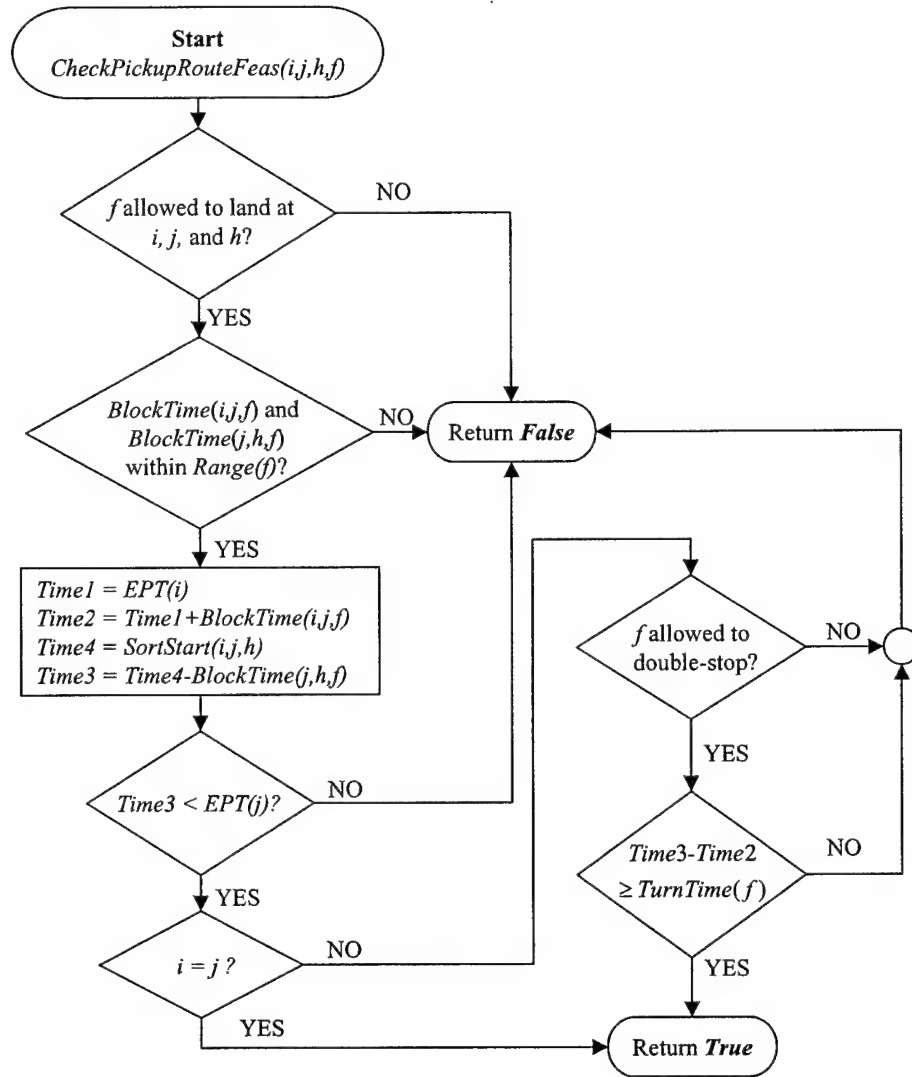 Start
CheckPickupRouteFeas(i,j,h,f)
f allowed to land at
i, j, and h?
NO
YES
BlockTime(i,j,f) and
BlockTime(j,h,f)
within Range(f)?
NO
Return False
YES
Time1 = EPT(i)
Time2 = Time1+BlockTime(i,j,f)
Time4 = SortStart(i,j,h)
Time3 = Time4-BlockTime(j,h,f)
f allowed to
double-stop?
NO
YES
Time3 < EPT(j)?
NO
Time3-Time2
≥ TurnTime(f)
NO
YES
i = j ?
NO
YES
YES
Return True